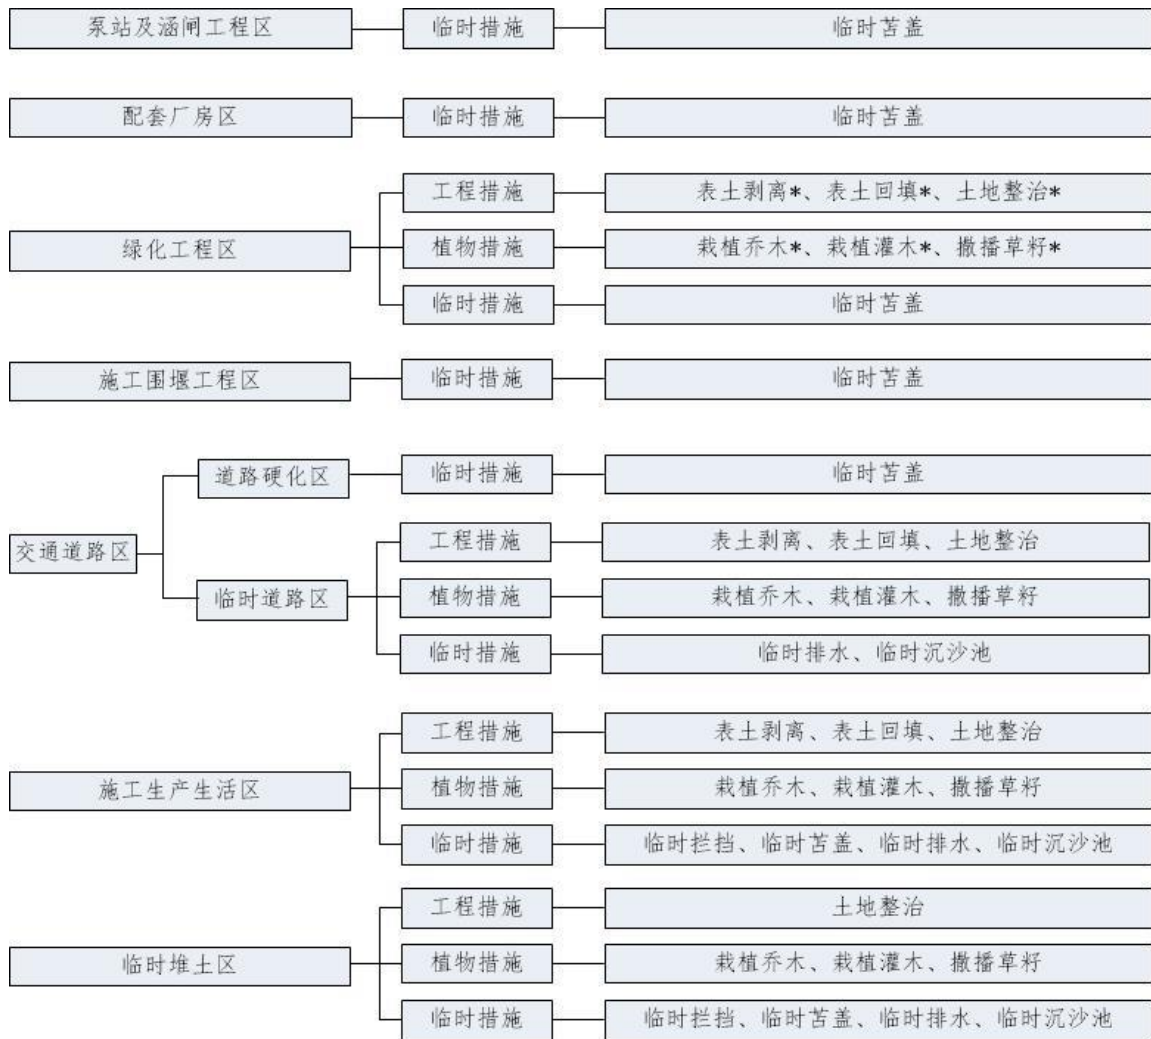 泵站及涵闸工程区 临时措施 临时苫盖
配套厂房区 临时措施 临时苫盖
工程措施 表土剥离*、表土回填*、土地整治*
绿化工程区 植物措施 栽植乔木*、栽植灌木*、撒播草籽*
临时措施 临时苫盖
施工围堰工程区 临时措施 临时苫盖
道路硬化区 临时措施 临时苫盖
交通道路区
工程措施 表土剥离、表土回填、土地整治
临时道路区 植物措施 栽植乔木、栽植灌木、撒播草籽
临时措施 临时排水、临时沉沙池
工程措施 表土剥离、表土回填、土地整治
施工生产生活区 植物措施 栽植乔木、栽植灌木、撒播草籽
临时措施 临时拦挡、临时苫盖、临时排水、临时沉沙池
工程措施 土地整治
临时堆土区 植物措施 栽植乔木、栽植灌木、撒播草籽
临时措施 临时拦挡、临时苫盖、临时排水、临时沉沙池